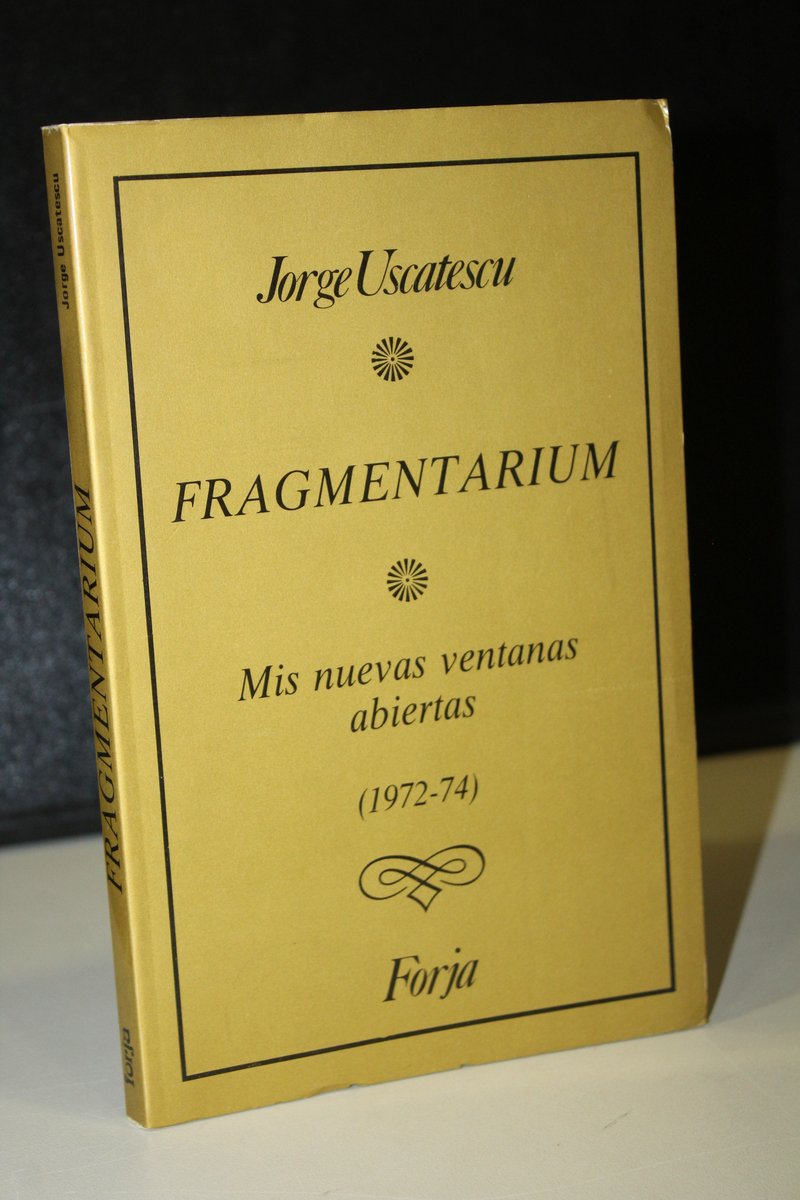 Jorge Uscatescu
FRAGMENTARIUM
Mis nuevas ventanas
abiertas
(1972-74)
Forja
Jorge Uscatescu
FRAGMENTARIUM
forja